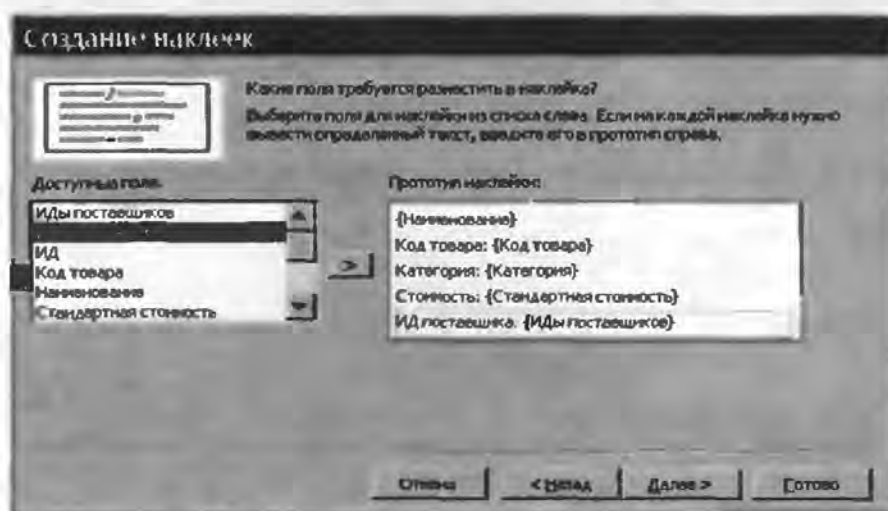 Создание наклеек
Какие поля требуется разместить в наклейке?
Выберите поля для наклейки из списка слева. Если на каждой наклейке нужно
вывести определенный текст, введите его в прототип справа.
Доступные поля:
Прототип наклейки:
ИДы поставщиков
ИД
Код товара
Наименование
Стандартная стоимость
>
{Наименование}
Код товара: {Код товара}
Категория: {Категория}
Стоимость: {Стандартная стоимость}
ИД поставщика: {ИДы поставщиков}
Отмена
< Назад
Далее >
Готово